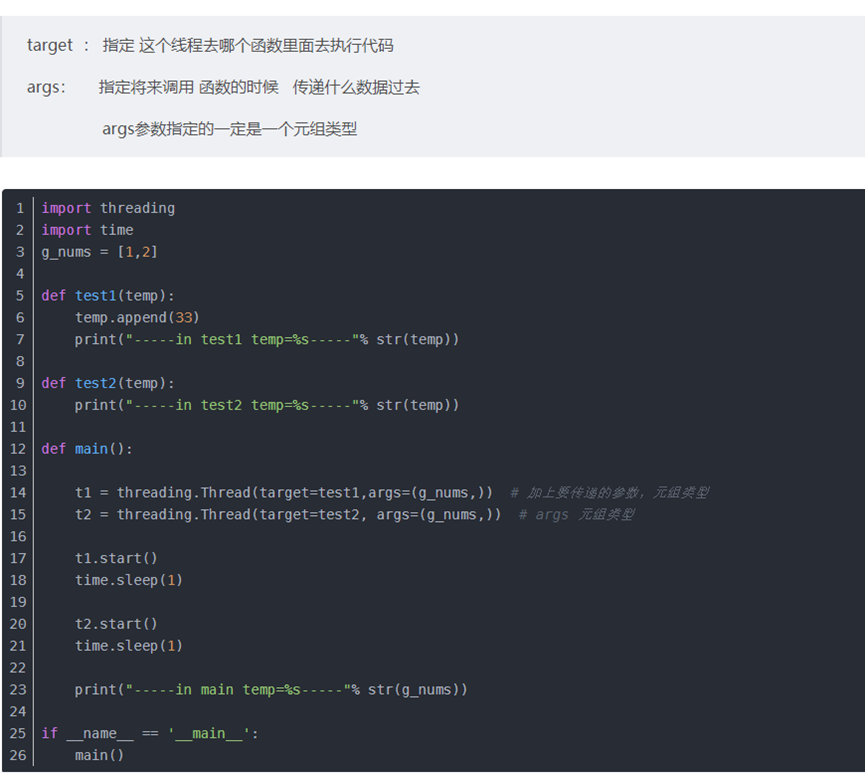 target : 指定 这个线程去哪个函数里面去执行代码
args: 指定将来调用 函数的时候 传递什么数据过去
args参数指定的一定是一个元组类型
1 import threading
2 import time
3 g_nums = [1,2]
4
5 def test1(temp):
6     temp.append(33)
7     print("-----in test1 temp=%s-----"% str(temp))
8
9 def test2(temp):
10     print("-----in test2 temp=%s-----"% str(temp))
11
12 def main():
13
14     t1 = threading.Thread(target=test1,args=(g_nums,))  # 加上要传递的参数，元组类型
15     t2 = threading.Thread(target=test2, args=(g_nums,))  # args 元组类型
16
17     t1.start()
18     time.sleep(1)
19
20     t2.start()
21     time.sleep(1)
22
23     print("-----in main temp=%s-----"% str(g_nums))
24
25 if __name__ == '__main__':
26     main()